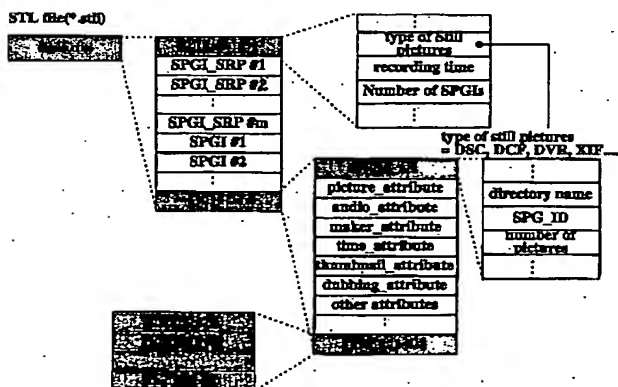 STL file(*.stl)
SPGI_SRP #1
SPGI_SRP #2
SPGI_SRP #m
SPGI #1
SPGI #2
type of Still
pictures
recording time
Number of SPGIs
type of still pictures
= DSC, DCP, DVR, XIF....
picture_attribute
audio_attribute
maker_attribute
time_attribute
thumbnail_attribute
dubbing_attribute
other attributes
directory name
SPG_ID
number of
pictures